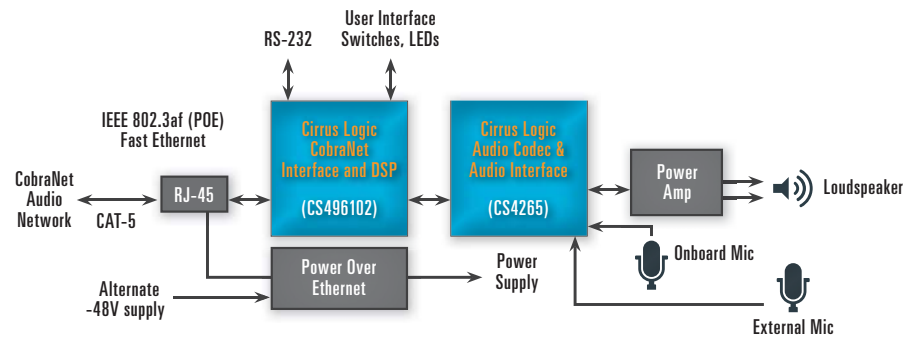 RS-232
User Interface
Switches, LEDs
IEEE 802.3af (POE)
Fast Ethernet
CobraNet
Audio
Network
CAT-5
RJ-45
Cirrus Logic
CobraNet
Interface and DSP
(CS496102)
Cirrus Logic
Audio Codec &
Audio Interface
(CS4265)
Power
Amp
Loudspeaker
Onboard Mic
External Mic
Power Over
Ethernet
Power
Supply
Alternate
-48V supply